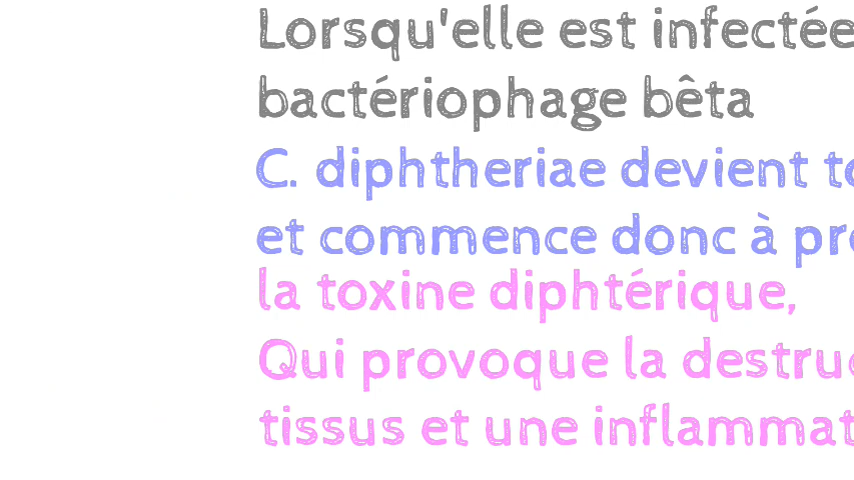 Lorsqu'elle est infectée
bactériophage bêta
C. diphtheriae devient
et commence donc à
la toxine diphtérique,
Qui provoque la
tissus et une